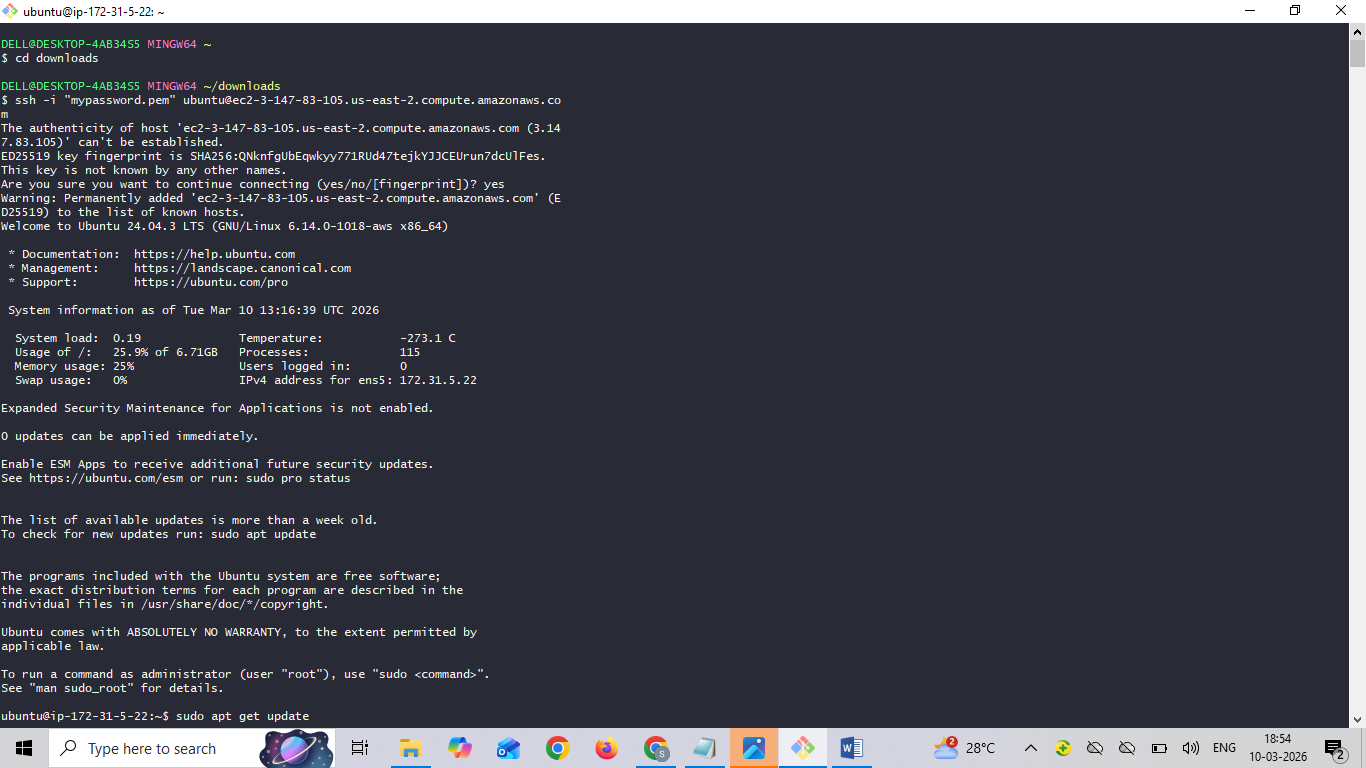 ubuntu@ip-172-31-5-22: ~
DELL@DESKTOP-4AB34S5 MINGW64 ~
$ cd downloads
DELL@DESKTOP-4AB34S5 MINGW64 ~/downloads
$ ssh -i "mypassword.pem" ubuntu@ec2-3-147-83-105.us-east-2.compute.amazonaws.co
m
The authenticity of host 'ec2-3-147-83-105.us-east-2.compute.amazonaws.com (3.14
7.83.105)' can't be established.
ED25519 key fingerprint is SHA256:QNknfgUbEqwkyy771RUd47tejkYJJCEUrun7dcUlFes.
This key is not known by any other names.
Are you sure you want to continue connecting (yes/no/[fingerprint])? yes
Warning: Permanently added 'ec2-3-147-83-105.us-east-2.compute.amazonaws.com' (E
D25519) to the list of known hosts.
Welcome to Ubuntu 24.04.3 LTS (GNU/Linux 6.14.0-1018-aws x86_64)
* Documentation:  https://help.ubuntu.com
* Management:     https://landscape.canonical.com
* Support:        https://ubuntu.com/pro
System information as of Tue Mar 10 13:16:39 UTC 2026
System load:  0.19              Temperature:           -273.1 C
Usage of /:   25.9% of 6.71GB   Processes:             115
Memory usage: 25%               Users logged in:       0
Swap usage:   0%                IPv4 address for ens5: 172.31.5.22
Expanded Security Maintenance for Applications is not enabled.
0 updates can be applied immediately.
Enable ESM Apps to receive additional future security updates.
See https://ubuntu.com/esm or run: sudo pro status
The list of available updates is more than a week old.
To check for new updates run: sudo apt update
The programs included with the Ubuntu system are free software;
the exact distribution terms for each program are described in the
individual files in /usr/share/doc/*/copyright.
Ubuntu comes with ABSOLUTELY NO WARRANTY, to the extent permitted by
applicable law.
To run a command as administrator (user "root"), use "sudo <command>".
See "man sudo_root" for details.
ubuntu@ip-172-31-5-22:~$ sudo apt get update
Type here to search
S
W
2
28°C
ENG
18:54
10-03-2026
2